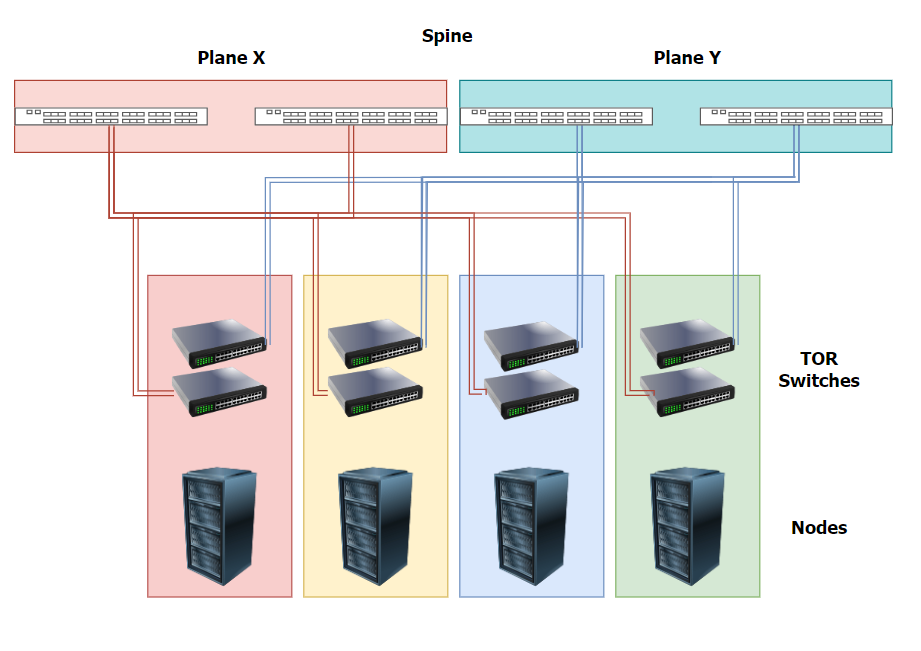 Spine
Plane X
Plane Y
TOR
Switches
Nodes